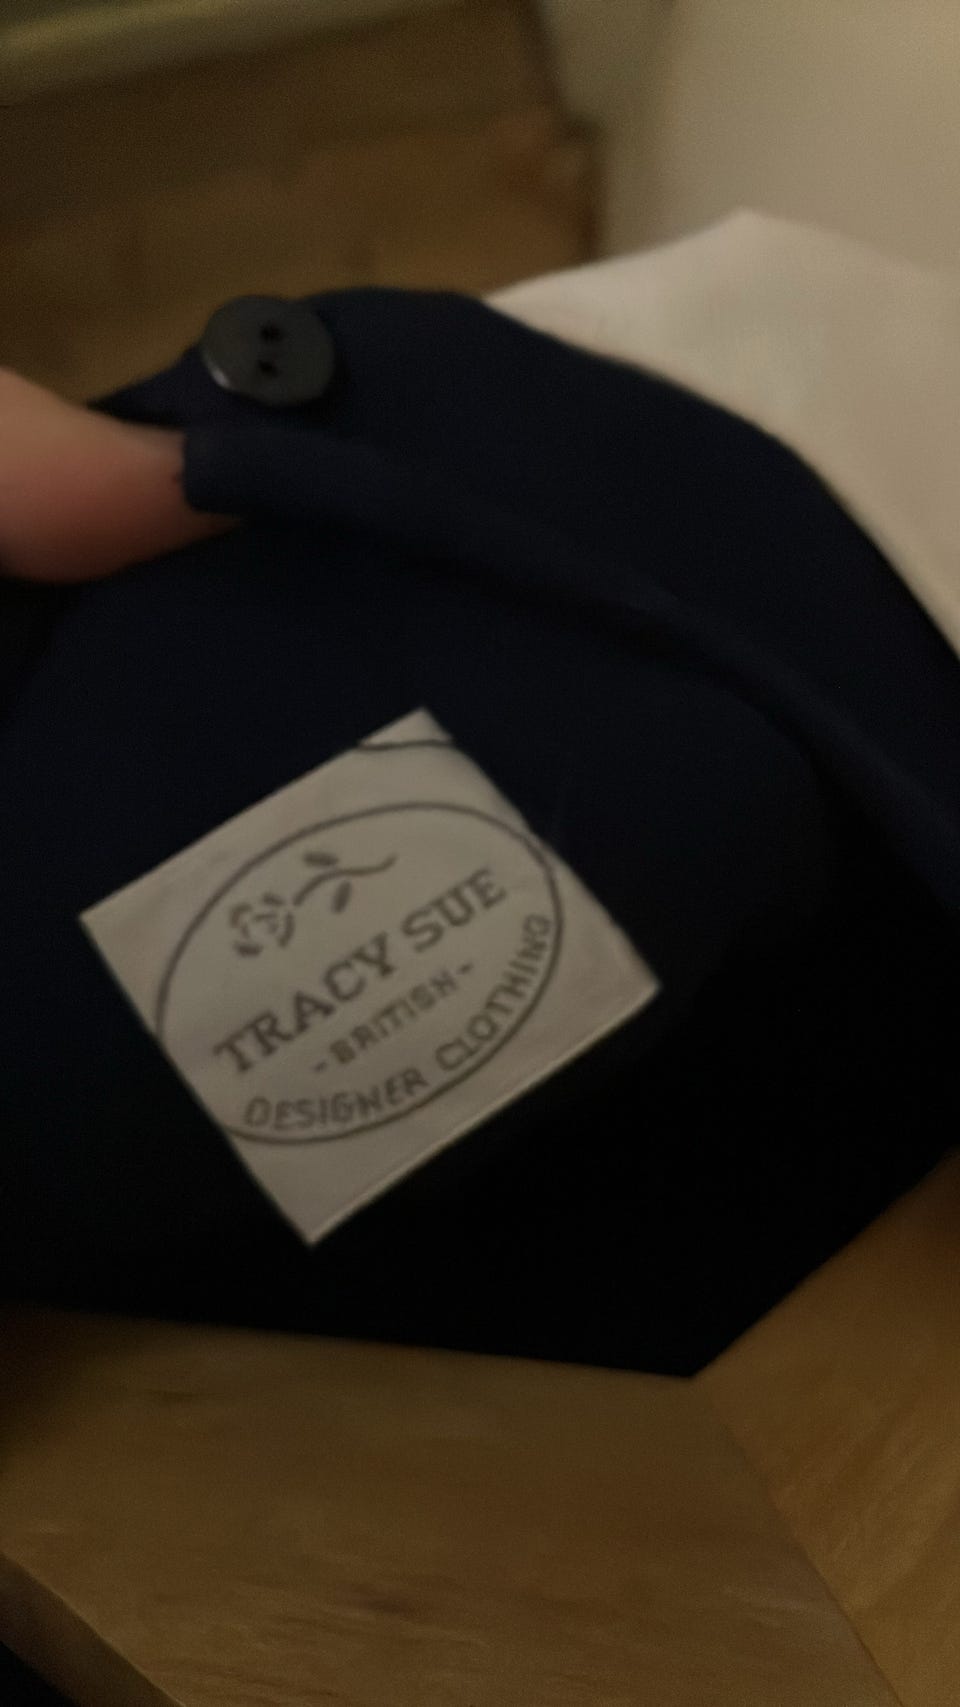 TRACY SUE
-BRITISH-
DESIGNER CLOTHING